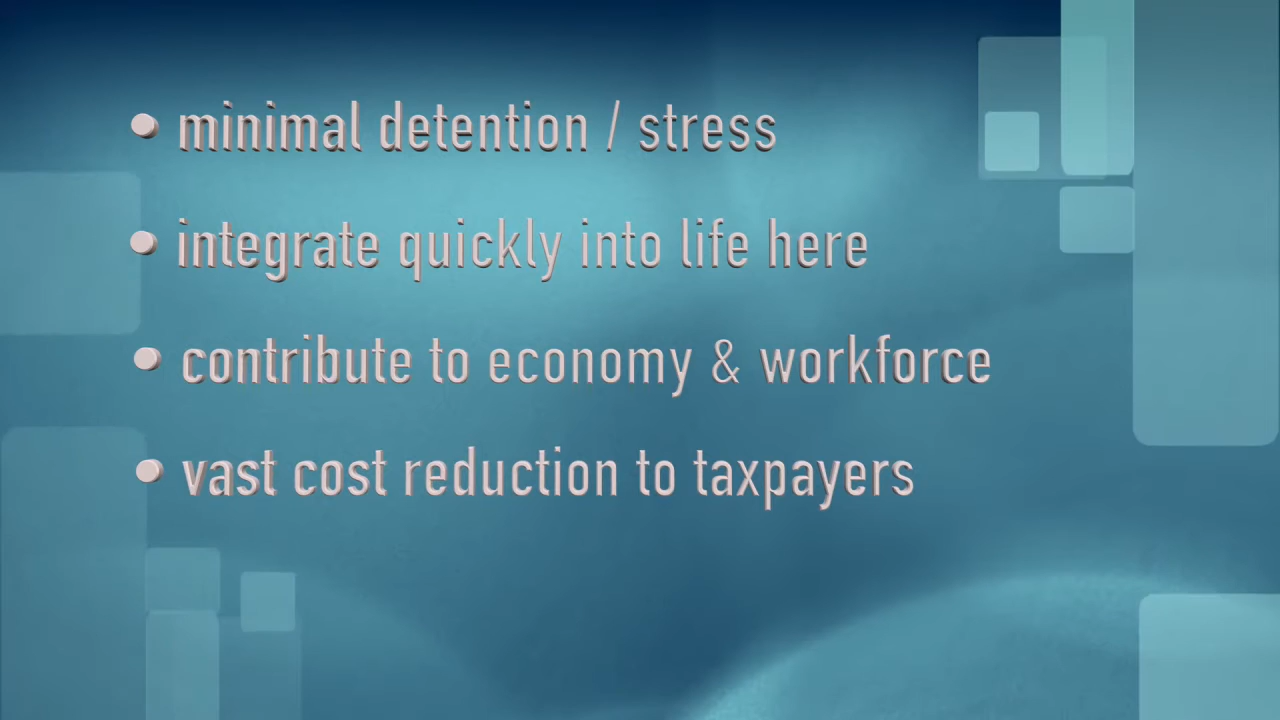 • minimal detention / stress
• integrate quickly into life here
• contribute to economy & workforce
• vast cost reduction to taxpayers